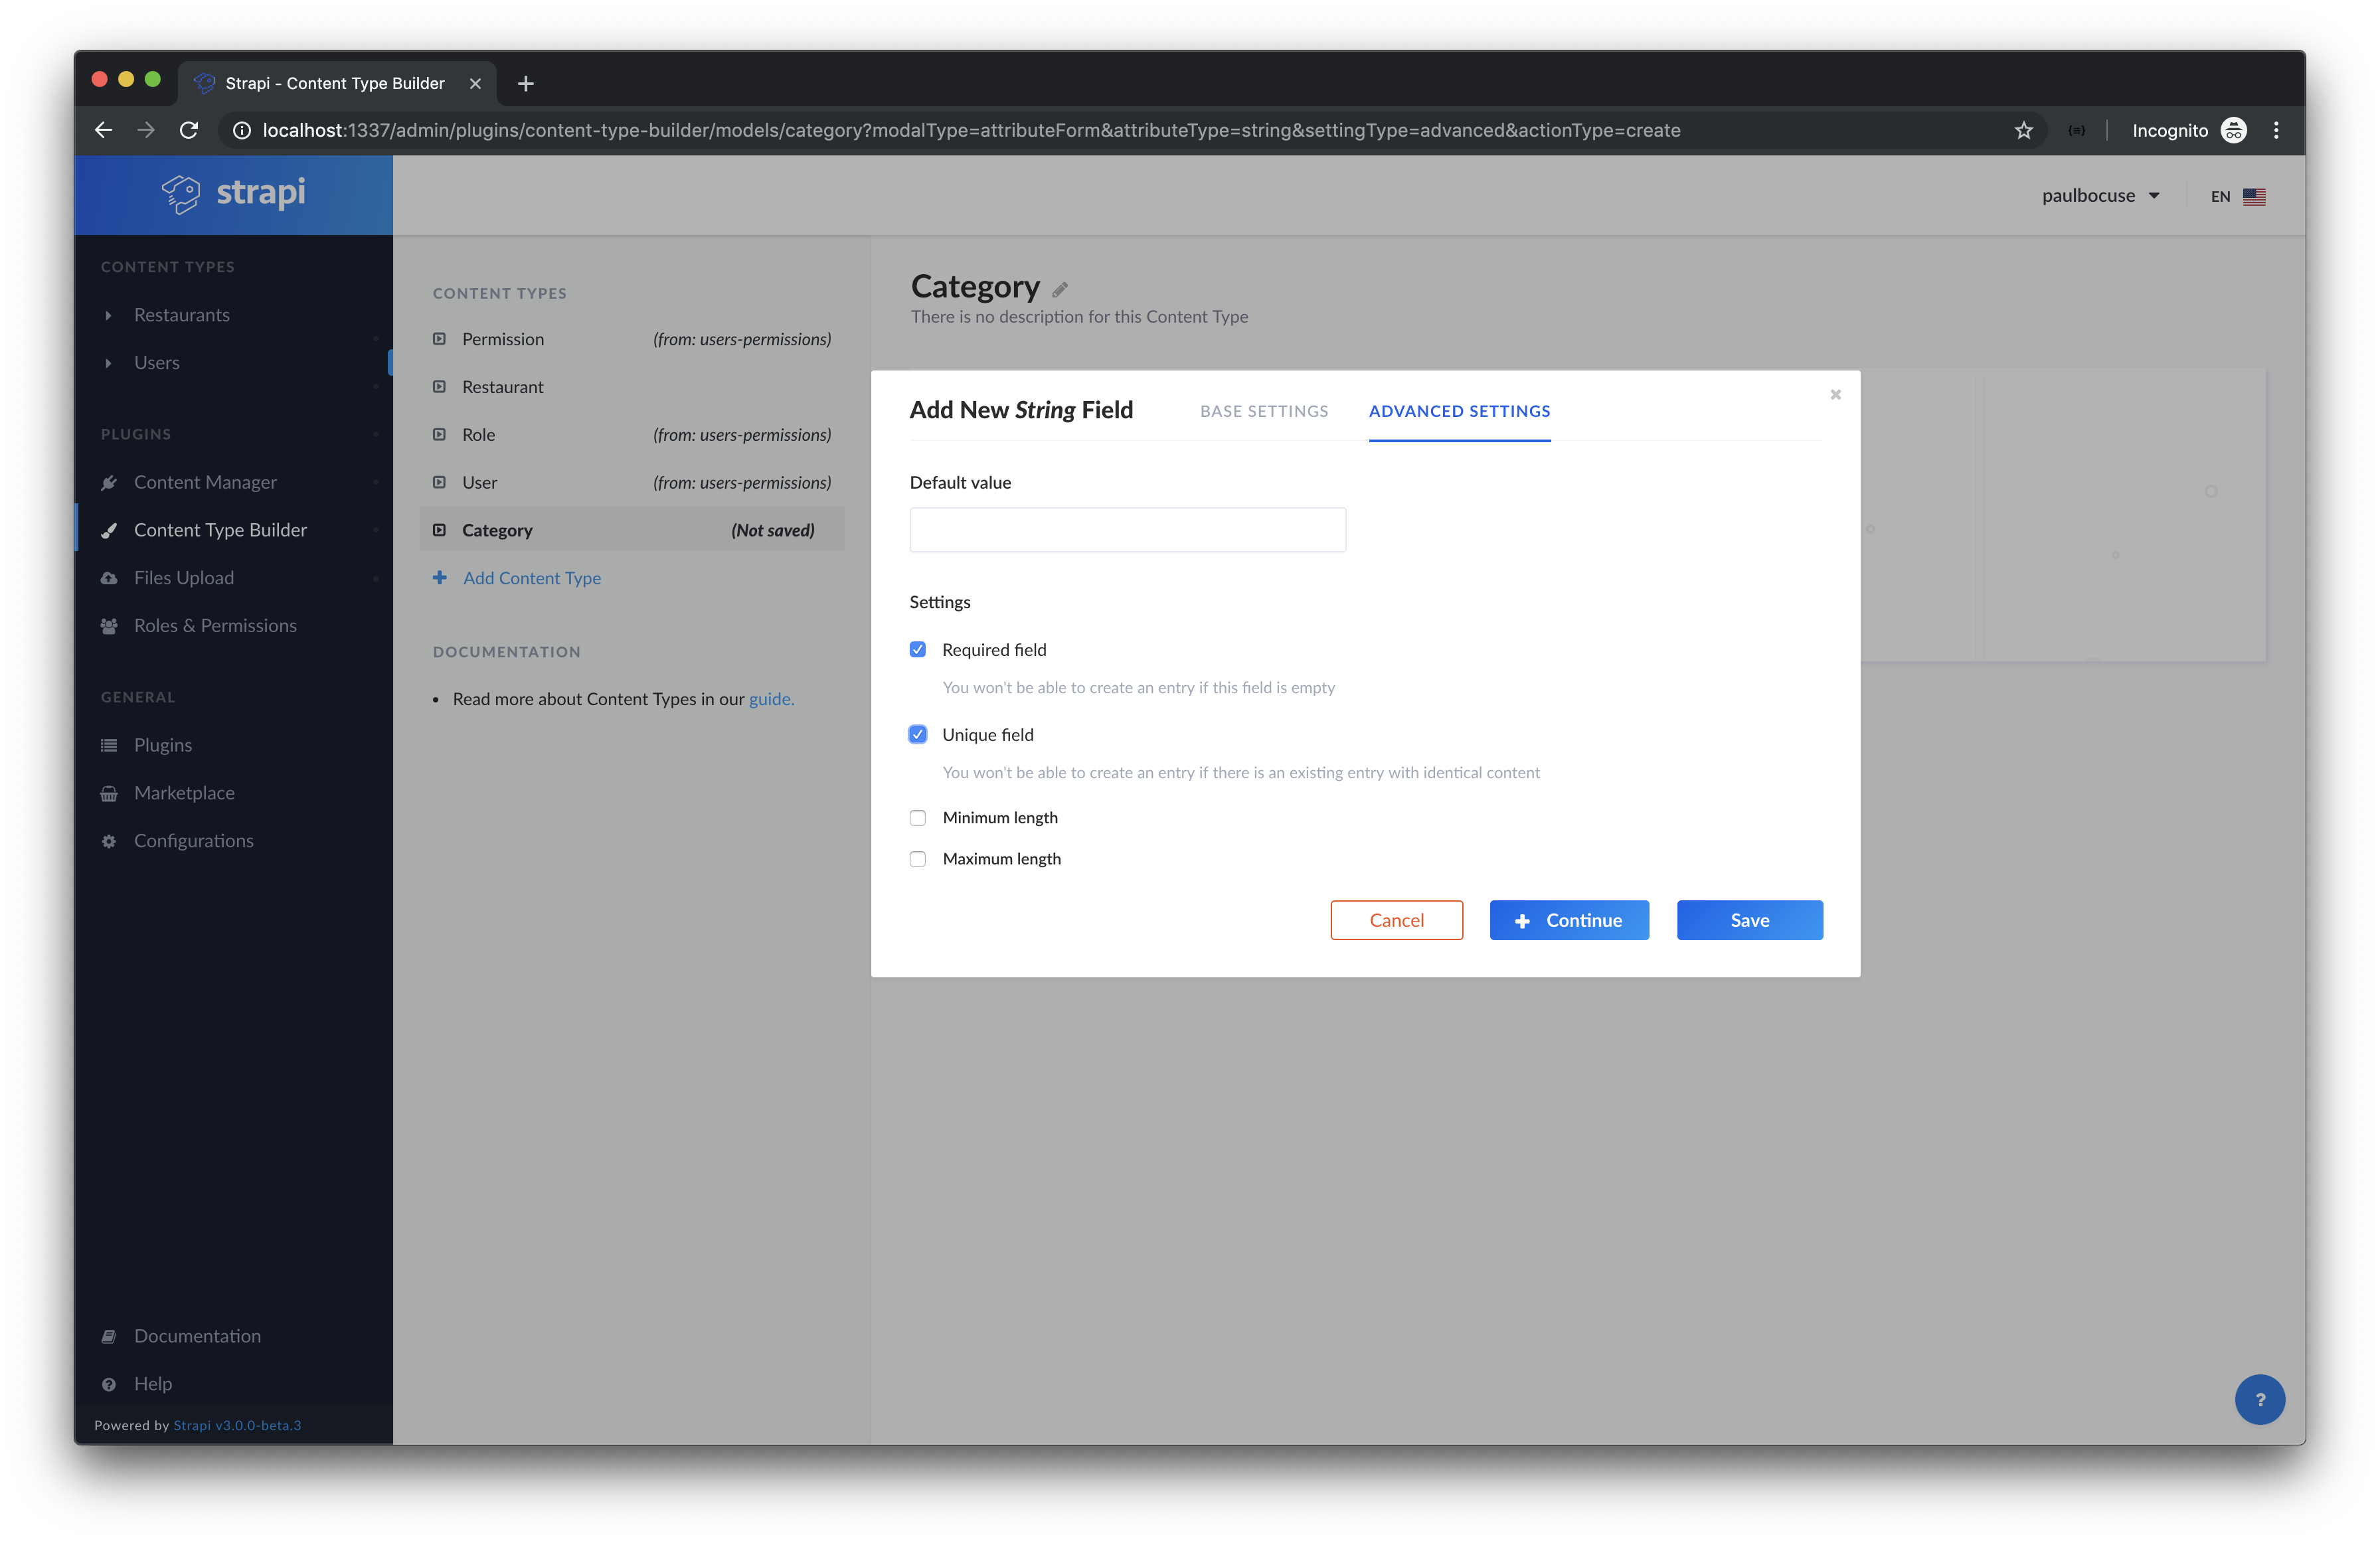 Strapi - Content Type Builder
localhost:1337/admin/plugins/content-type-builder/models/category?modalType=attributeForm&attributeType=string&settingType=advanced&actionType=create
Incognito
strapi
paulbocuse
EN
CONTENT TYPES
Restaurants
Users
PLUGINS
Content Manager
Content Type Builder
Files Upload
Roles & Permissions
GENERAL
Plugins
Marketplace
Configurations
Documentation
Help
Powered by Strapi v3.0.0-beta.3
CONTENT TYPES
Permission (from: users-permissions)
Restaurant
Role (from: users-permissions)
User (from: users-permissions)
Category (Not saved)
Add Content Type
DOCUMENTATION
• Read more about Content Types in our guide.
Category
There is no description for this Content Type
Add New String Field
BASE SETTINGS
ADVANCED SETTINGS
Default value
Settings
Required field
You won't be able to create an entry if this field is empty
Unique field
You won't be able to create an entry if there is an existing entry with identical content
Minimum length
Maximum length
Cancel
Continue
Save
?